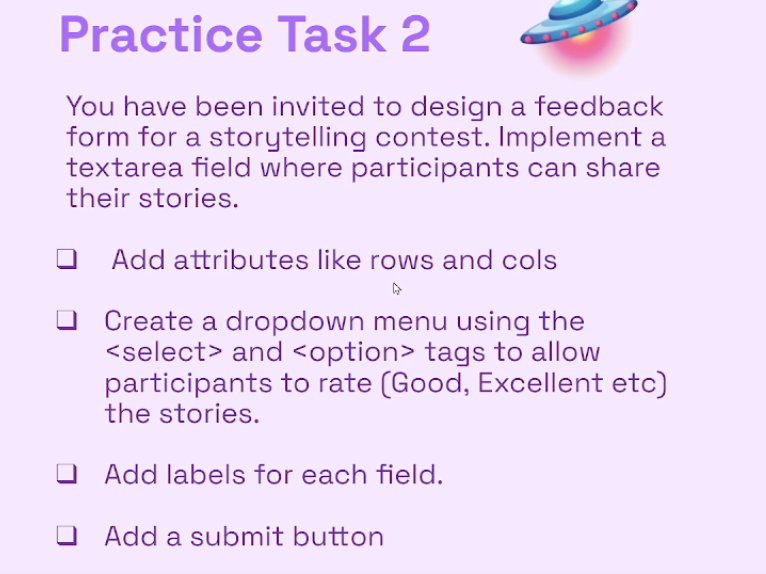 Practice Task 2
You have been invited to design a feedback
form for a storytelling contest. Implement a
textarea field where participants can share
their stories.
❑ Add attributes like rows and cols
❑ Create a dropdown menu using the
<select> and <option> tags to allow
participants to rate (Good, Excellent etc)
the stories.
❑ Add labels for each field.
❑ Add a submit button